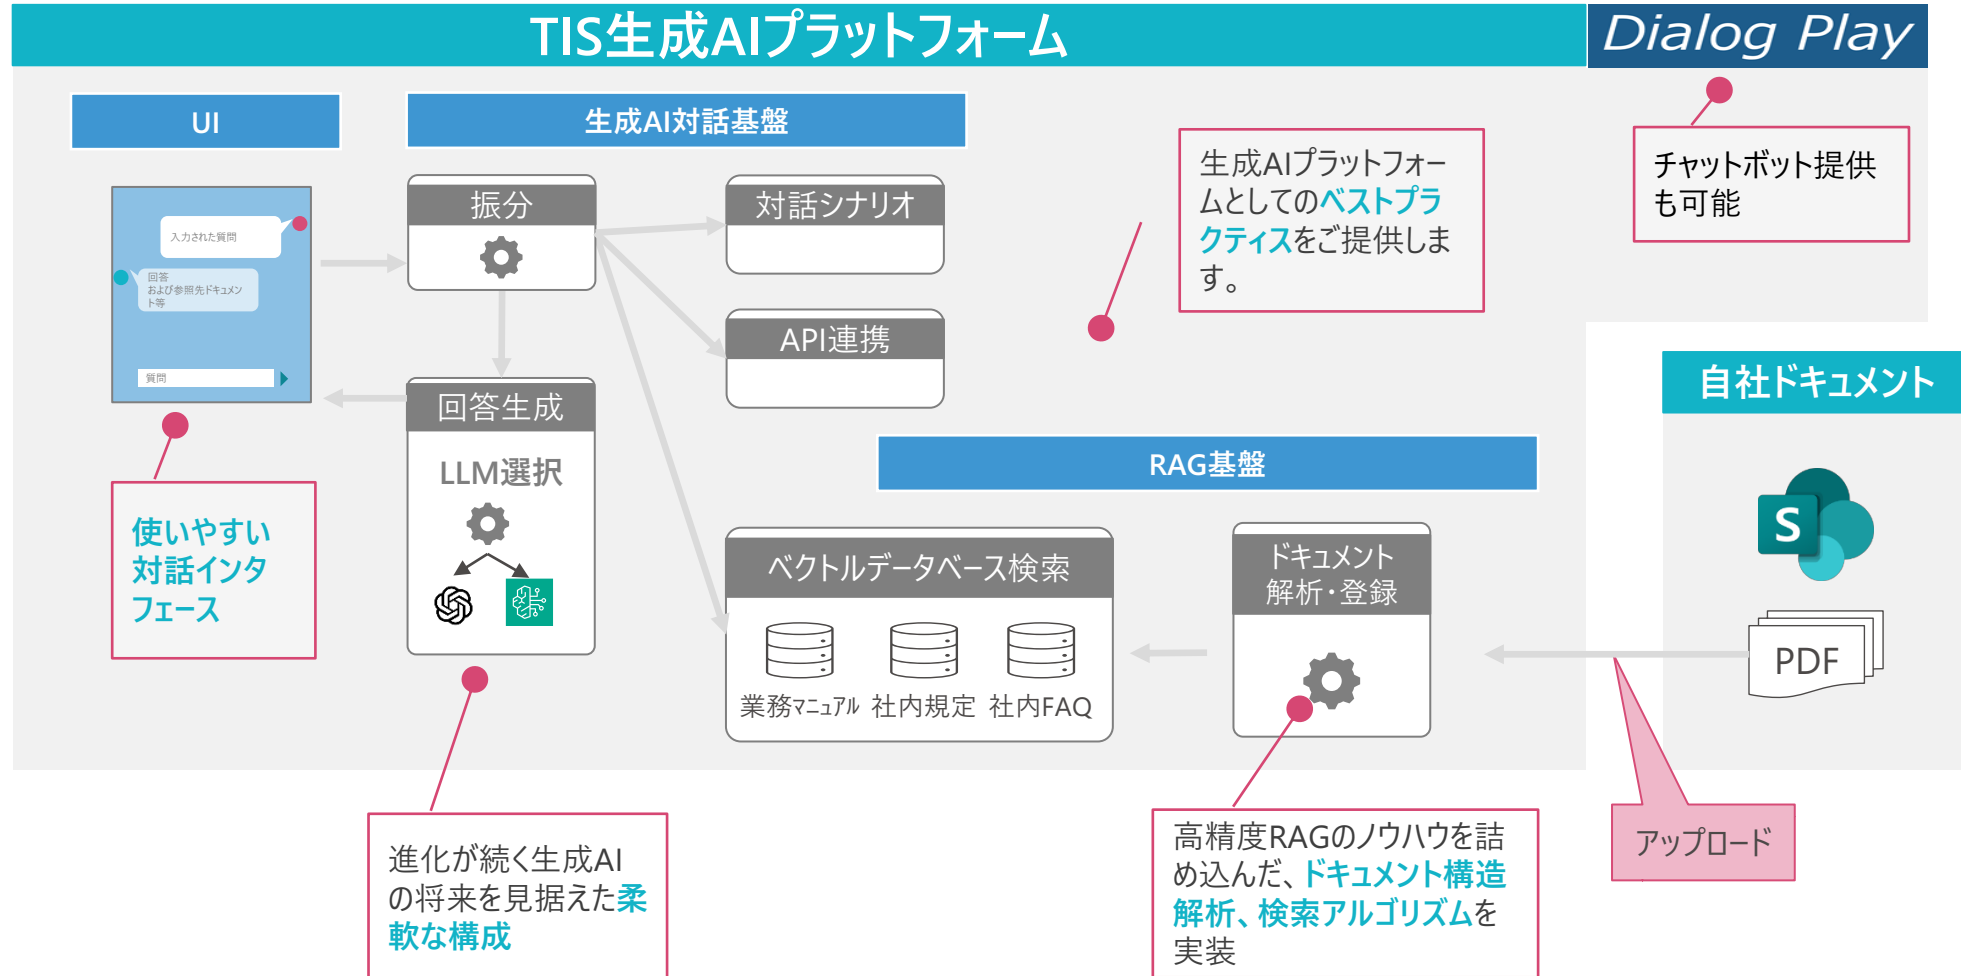 TIS生成AIプラットフォーム
Dialog Play
UI
生成AI対話基盤
入力された質問
回答
および参照先ドキュメン
ト等
質問
振分
対話シナリオ
API連携
生成AIプラットフォー
ムとしてのベストプラ
クティスをご提供しま
す。
チャットボット提供
も可能
回答生成
LLM選択
使いやすい
対話インタ
フェース
RAG基盤
ベクトルデータベース検索
業務マニュアル
社内規定
社内FAQ
ドキュメント
解析・登録
自社ドキュメント
S
PDF
アップロード
進化が続く生成AI
の将来を見据えた柔
軟な構成
高精度RAGのノウハウを詰
め込んだ、ドキュメント構造
解析、検索アルゴリズムを
実装